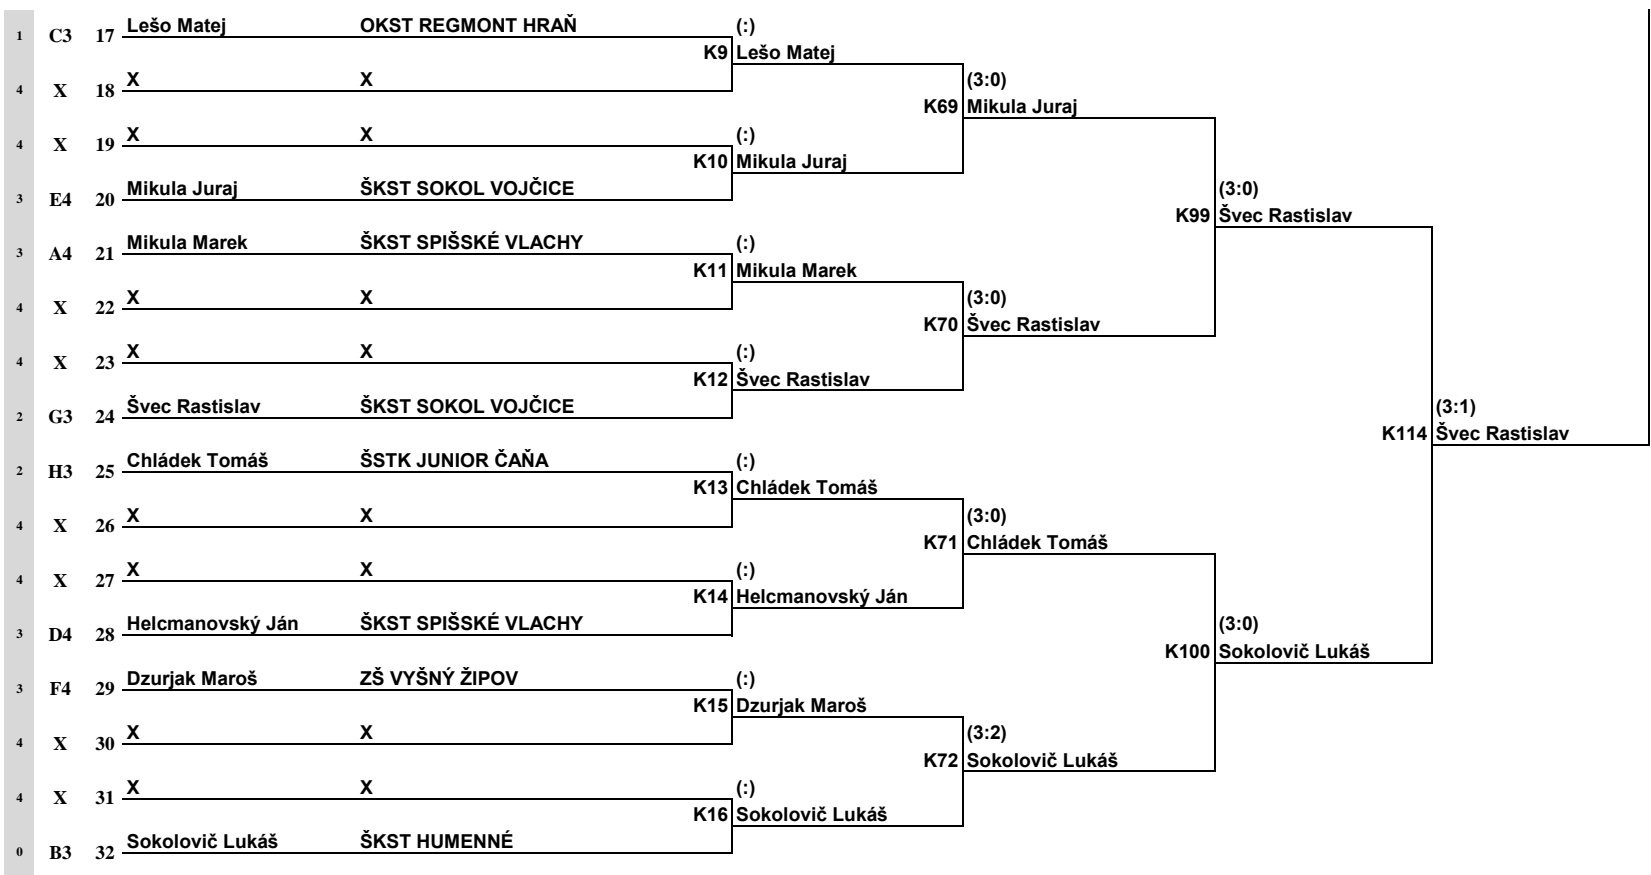 1 C3 17 Lešo Matej OKST REGMONT HRAŇ (:)
K9 Lešo Matej
4 X 18 X X (3:0)
K69 Mikula Juraj
4 X 19 X X (:)
K10 Mikula Juraj
3 E4 20 Mikula Juraj ŠKST SOKOL VOJČICE (3:0)
K99 Švec Rastislav
3 A4 21 Mikula Marek ŠKST SPIŠSKÉ VLACHY (:)
K11 Mikula Marek
4 X 22 X X (3:0)
K70 Švec Rastislav
4 X 23 X X (:)
K12 Švec Rastislav
2 G3 24 Švec Rastislav ŠKST SOKOL VOJČICE (3:1)
K114 Švec Rastislav
2 H3 25 Chládek Tomáš ŠSTK JUNIOR ČAŇA (:)
K13 Chládek Tomáš
4 X 26 X X (3:0)
K71 Chládek Tomáš
4 X 27 X X (:)
K14 Helcmanovský Ján
3 D4 28 Helcmanovský Ján ŠKST SPIŠSKÉ VLACHY (3:0)
K100 Sokolovič Lukáš
3 F4 29 Dzurjak Maroš ZŠ VYŠNÝ ŽIPOV (:)
K15 Dzurjak Maroš
4 X 30 X X (3:2)
K72 Sokolovič Lukáš
4 X 31 X X (:)
K16 Sokolovič Lukáš
0 B3 32 Sokolovič Lukáš ŠKST HUMENNÉ